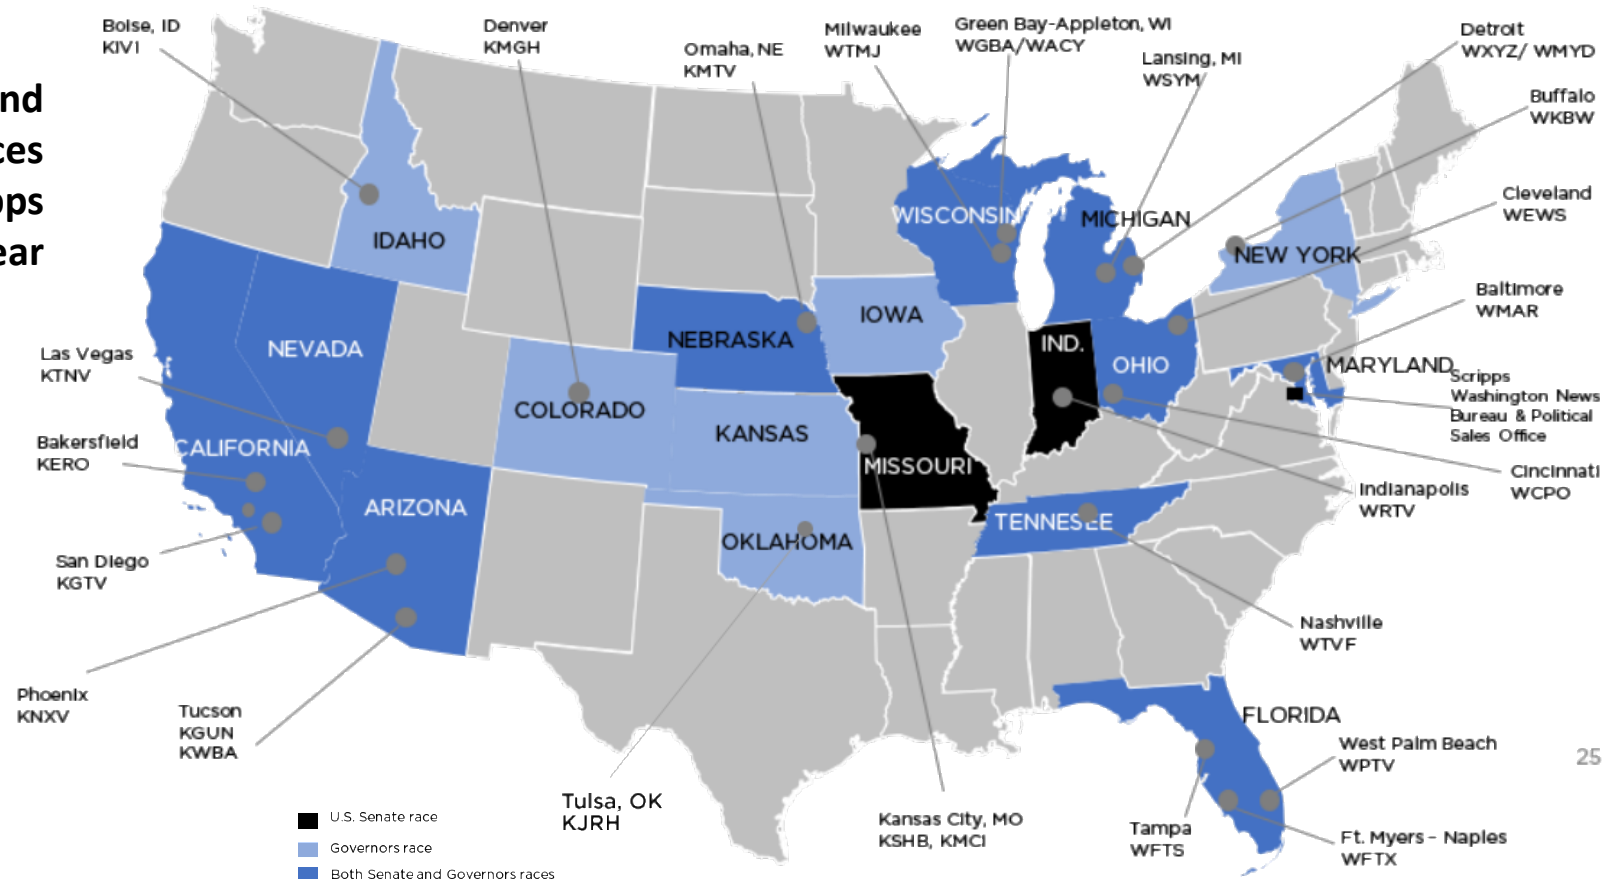 nd
ces
pps
ear
Boise, ID
KIVI
Denver
KMGH
Omaha, NE
KMTV
Milwaukee
WTMJ
Green Bay-Appleton, WI
WGBA/WACY
Lansing, MI
WSYM
Detroit
WXYZ/ WMYD
Buffalo
WKBW
Cleveland
WEWS
Baltimore
WMAR
Scripps
Washington News
Bureau & Political
Sales Office
Cincinnati
WCPO
Indianapolis
WRTV
Nashville
WTVF
West Palm Beach
WPTV
Ft. Myers - Naples
WFTX
Tampa
WFTS
Kansas City, MO
KSHB, KMCI
Tulsa, OK
KJRH
Tucson
KGUN
KWBA
Phoenix
KNXV
San Diego
KGTV
Bakersfield
KERO
Las Vegas
KTNV
IDAHO
WISCONSIN
MICHIGAN
NEW YORK
NEVADA
NEBRASKA
IOWA
IND.
OHIO
MARYLAND
CALIFORNIA
COLORADO
KANSAS
MISSOURI
ARIZONA
OKLAHOMA
TENNESEE
FLORIDA
U.S. Senate race
Governors race
Both Senate and Governors races
25